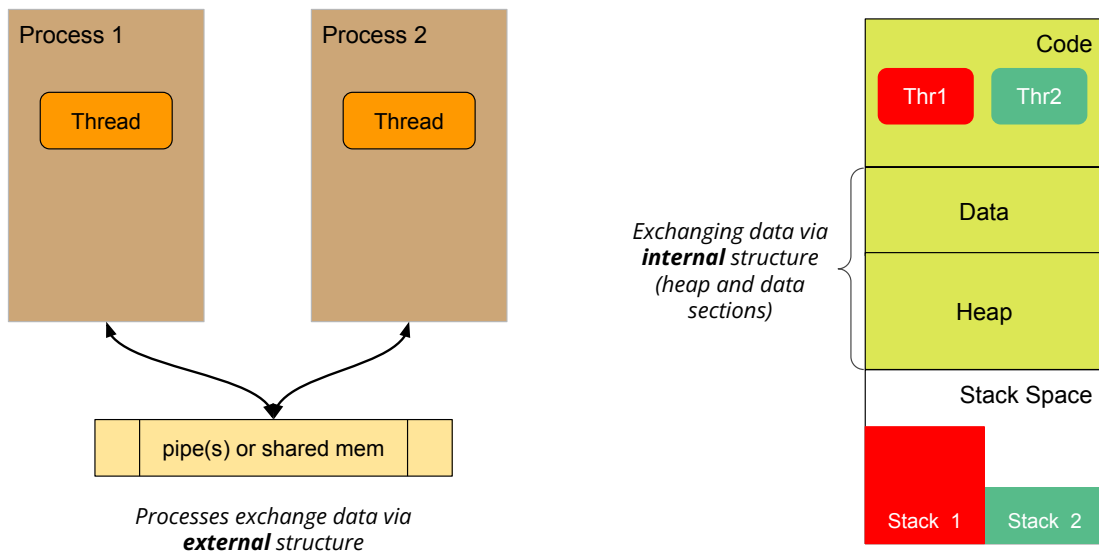 Process 1
Thread
Process 2
Thread
pipe(s) or shared mem
Processes exchange data via
external structure
Exchanging data via
internal structure
(heap and data
sections)
Code
Thr1
Thr2
Data
Heap
Stack Space
Stack 1
Stack 2